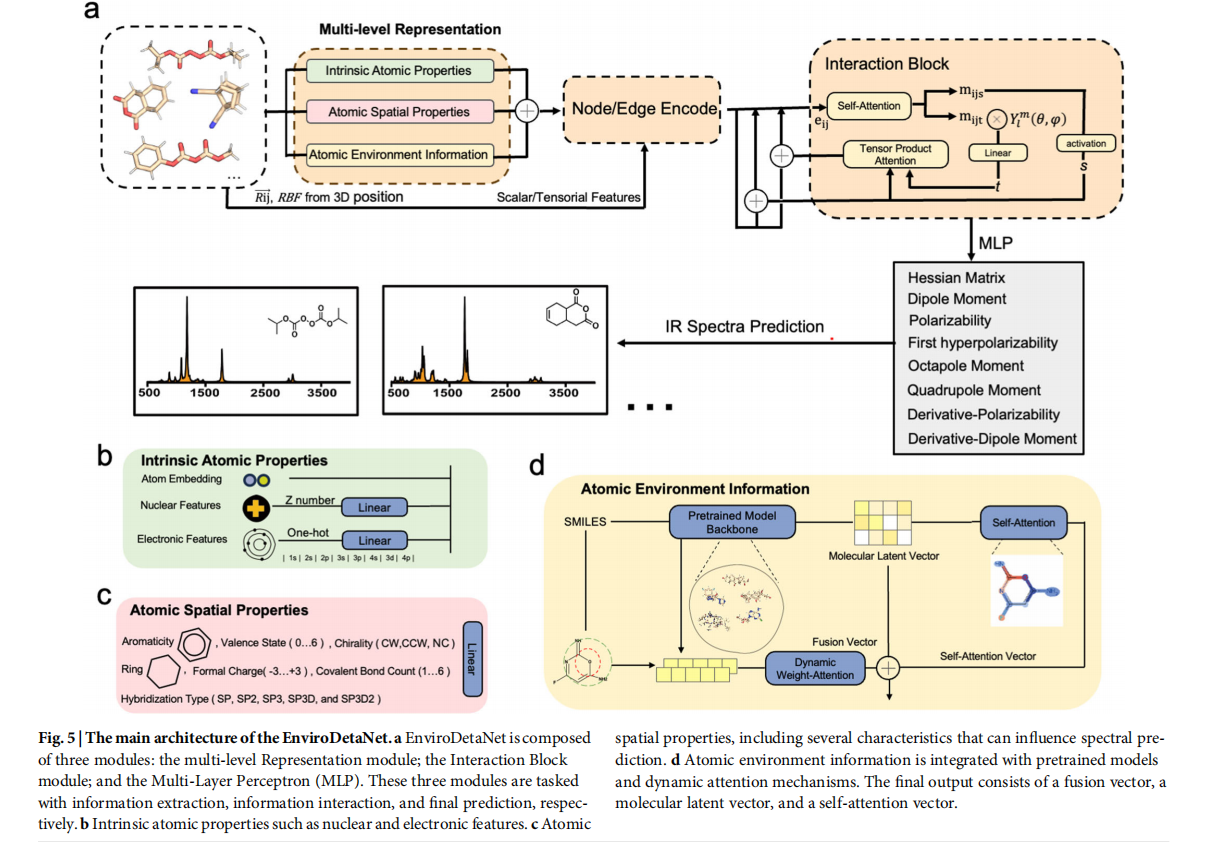 a
Multi-level Representation
Intrinsic Atomic Properties
Atomic Spatial Properties
Atomic Environment Information
...
Rij, RBF from 3D position
Scalar/Tensorial Features
Node/Edge Encode
Interaction Block
eij
Self-Attention
mijs
mijt
Ylm(θ,φ)
Tensor Product
Attention
Linear
activation
s
t
MLP
Hessian Matrix
Dipole Moment
Polarizability
First hyperpolarizability
Octapole Moment
Quadrupole Moment
Derivative-Polarizability
Derivative-Dipole Moment
IR Spectra Prediction
500 1500 2500 3500
500 1500 2500 3500
b
Intrinsic Atomic Properties
Atom Embedding
Nuclear Features
Z number
Linear
Electronic Features
One-hot
Linear
| 1s | 2s | 2p | 3s | 3p | 4s | 3d | 4p |
c
Atomic Spatial Properties
Aromaticity , Valence State ( 0...6 ) , Chirality ( CW,CCW, NC )
Ring , Formal Charge( -3...+3 ) , Covalent Bond Count (1...6 )
Hybridization Type ( SP, SP2, SP3, SP3D, and SP3D2 )
Linear
d
Atomic Environment Information
SMILES
Pretrained Model
Backbone
Molecular Latent Vector
Self-Attention
Fusion Vector
Dynamic
Weight-Attention
Self-Attention Vector
Fig. 5 | The main architecture of the EnviroDetaNet. a EnviroDetaNet is composed
of three modules: the multi-level Representation module; the Interaction Block
module; and the Multi-Layer Perceptron (MLP). These three modules are tasked
with information extraction, information interaction, and final prediction, respec-
tively. b Intrinsic atomic properties such as nuclear and electronic features. c Atomic
spatial properties, including several characteristics that can influence spectral pre-
diction. d Atomic environment information is integrated with pretrained models
and dynamic attention mechanisms. The final output consists of a fusion vector, a
molecular latent vector, and a self-attention vector.